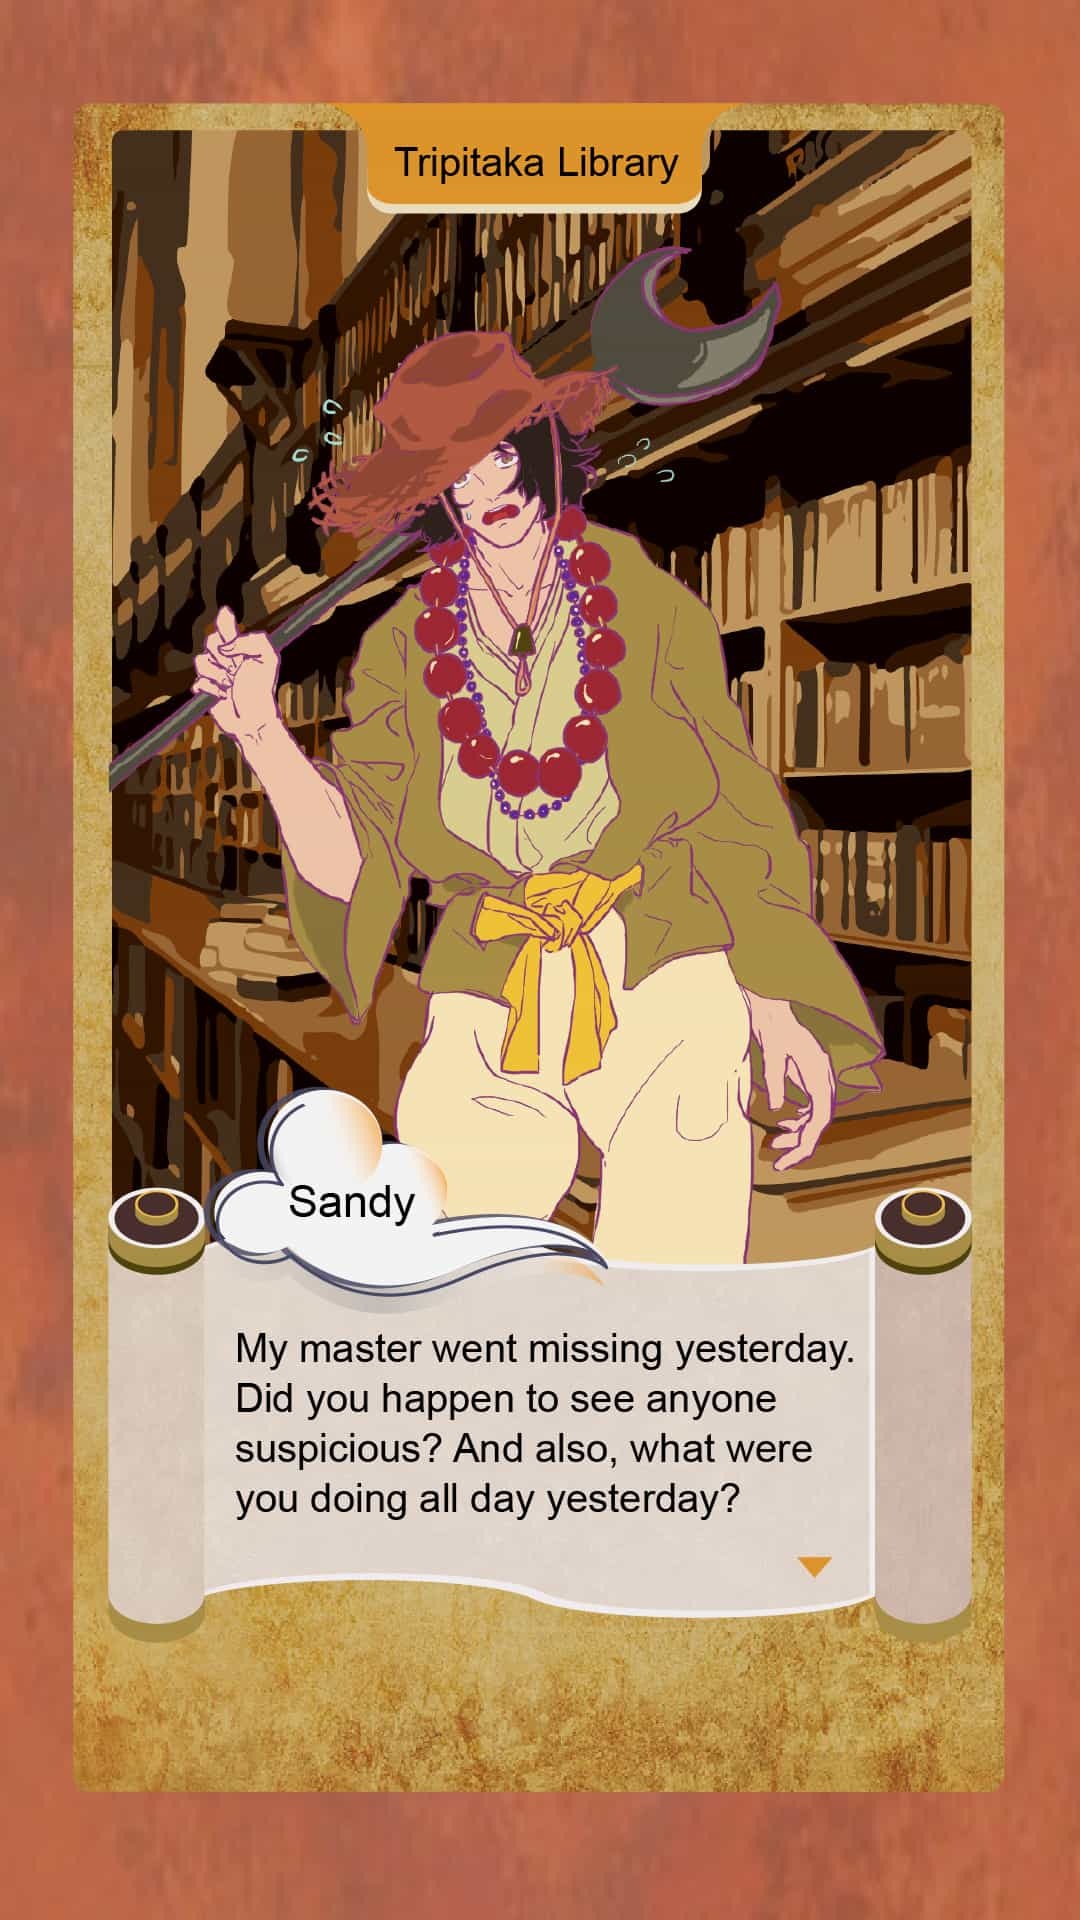 Tripitaka Library
Sandy
My master went missing yesterday.
Did you happen to see anyone
suspicious? And also, what were
you doing all day yesterday?